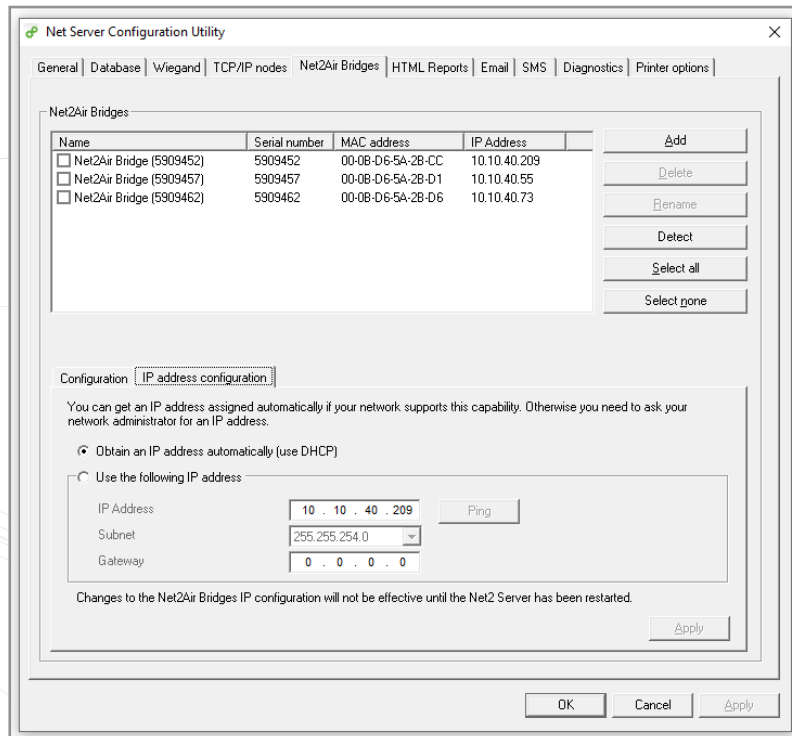 Net Server Configuration Utility
General Database Wiegand TCP/IP nodes Net2Air Bridges HTML Reports Email SMS Diagnostics Printer options
Net2Air Bridges
Name Serial number MAC address IP Address
Net2Air Bridge (5909452) 5909452 00-0B-D6-5A-2B-CC 10.10.40.209
Net2Air Bridge (5909457) 5909457 00-0B-D6-5A-2B-D1 10.10.40.55
Net2Air Bridge (5909462) 5909462 00-0B-D6-5A-2B-D6 10.10.40.73
Add
Delete
Rename
Detect
Select all
Select none
Configuration IP address configuration
You can get an IP address assigned automatically if your network supports this capability. Otherwise you need to ask your
network administrator for an IP address.
Obtain an IP address automatically (use DHCP)
Use the following IP address
IP Address 10 . 10 . 40 . 209 Ping
Subnet 255.255.254.0
Gateway 0 . 0 . 0 . 0
Changes to the Net2Air Bridges IP configuration will not be effective until the Net2 Server has been restarted.
Apply
OK Cancel Apply